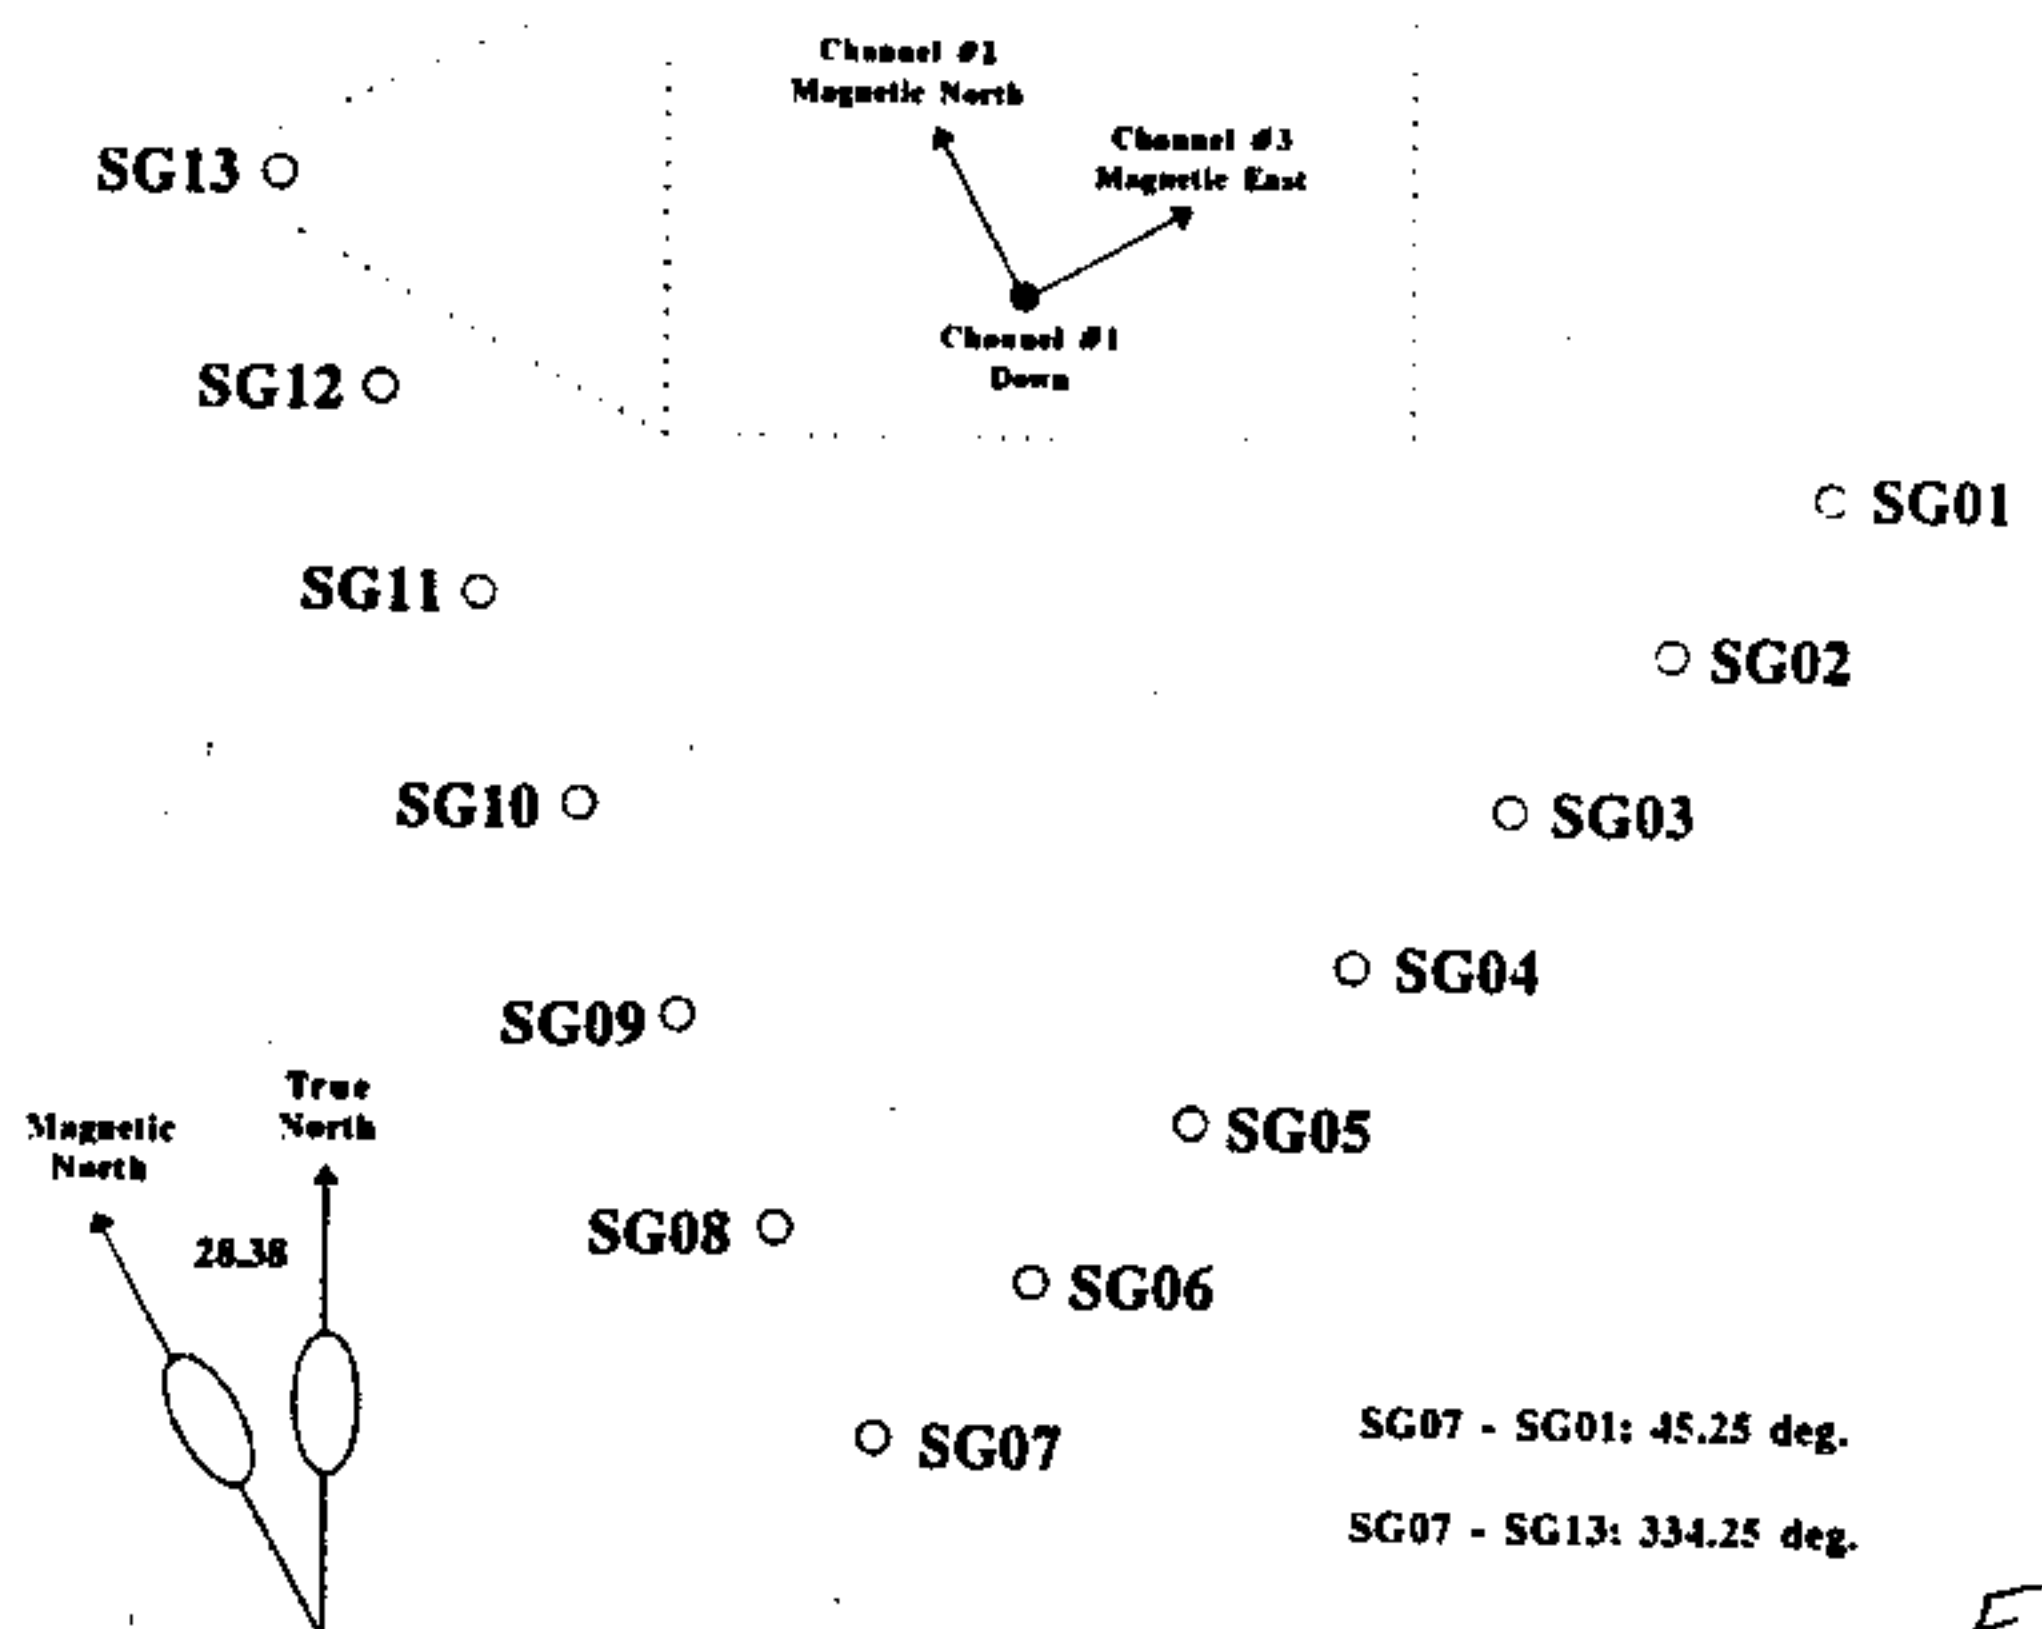 Channel #2
Magnetic North
Channel #3
Magnetic East
SG13
Channel #1
Down
SG12
SG01
SG11
SG02
SG10
SG03
SG04
SG09
True
North
Magnetic
North
SG05
28.38
SG08
SG06
SG07
SG07 - SG01: 45.25 deg.
SG07 - SG13: 334.25 deg.